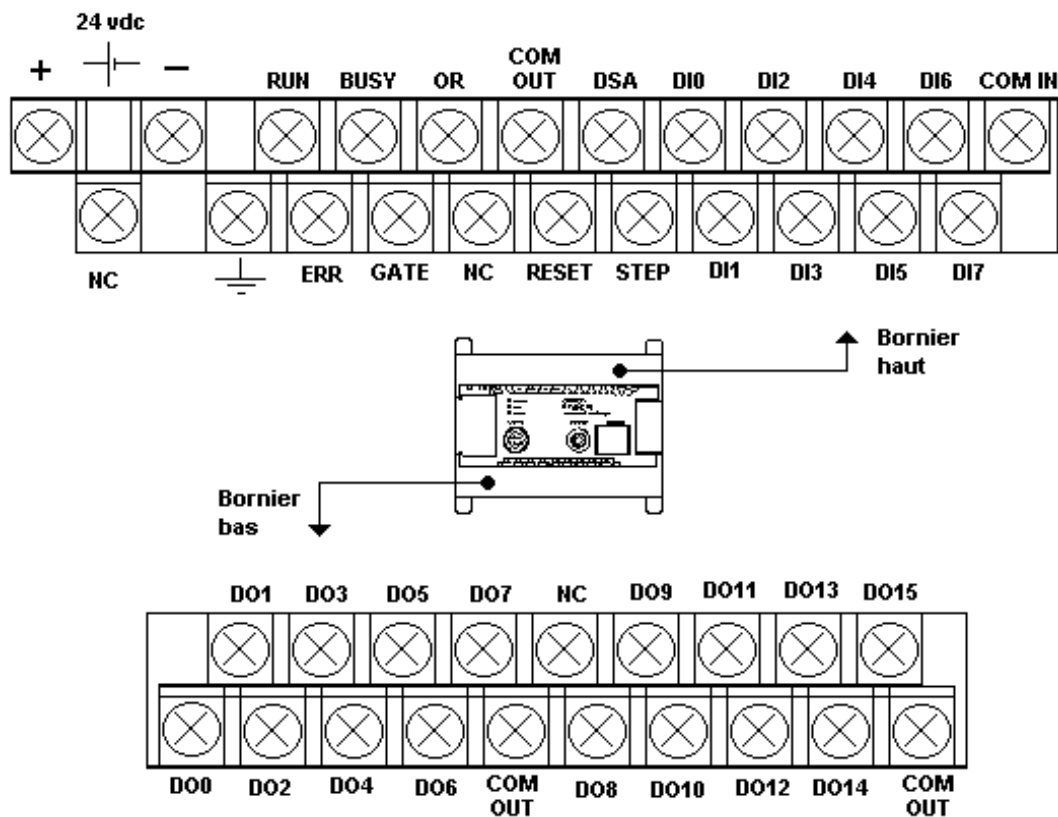 24 vdc
+ −
RUN BUSY OR COM OUT DSA DI0 DI2 DI4 DI6 COM IN
NC ERR GATE NC RESET STEP DI1 DI3 DI5 DI7
Bornier
haut
Bornier
bas
DO1 DO3 DO5 DO7 NC DO9 DO11 DO13 DO15
DO0 DO2 DO4 DO6 COM OUT DO8 DO10 DO12 DO14 COM OUT